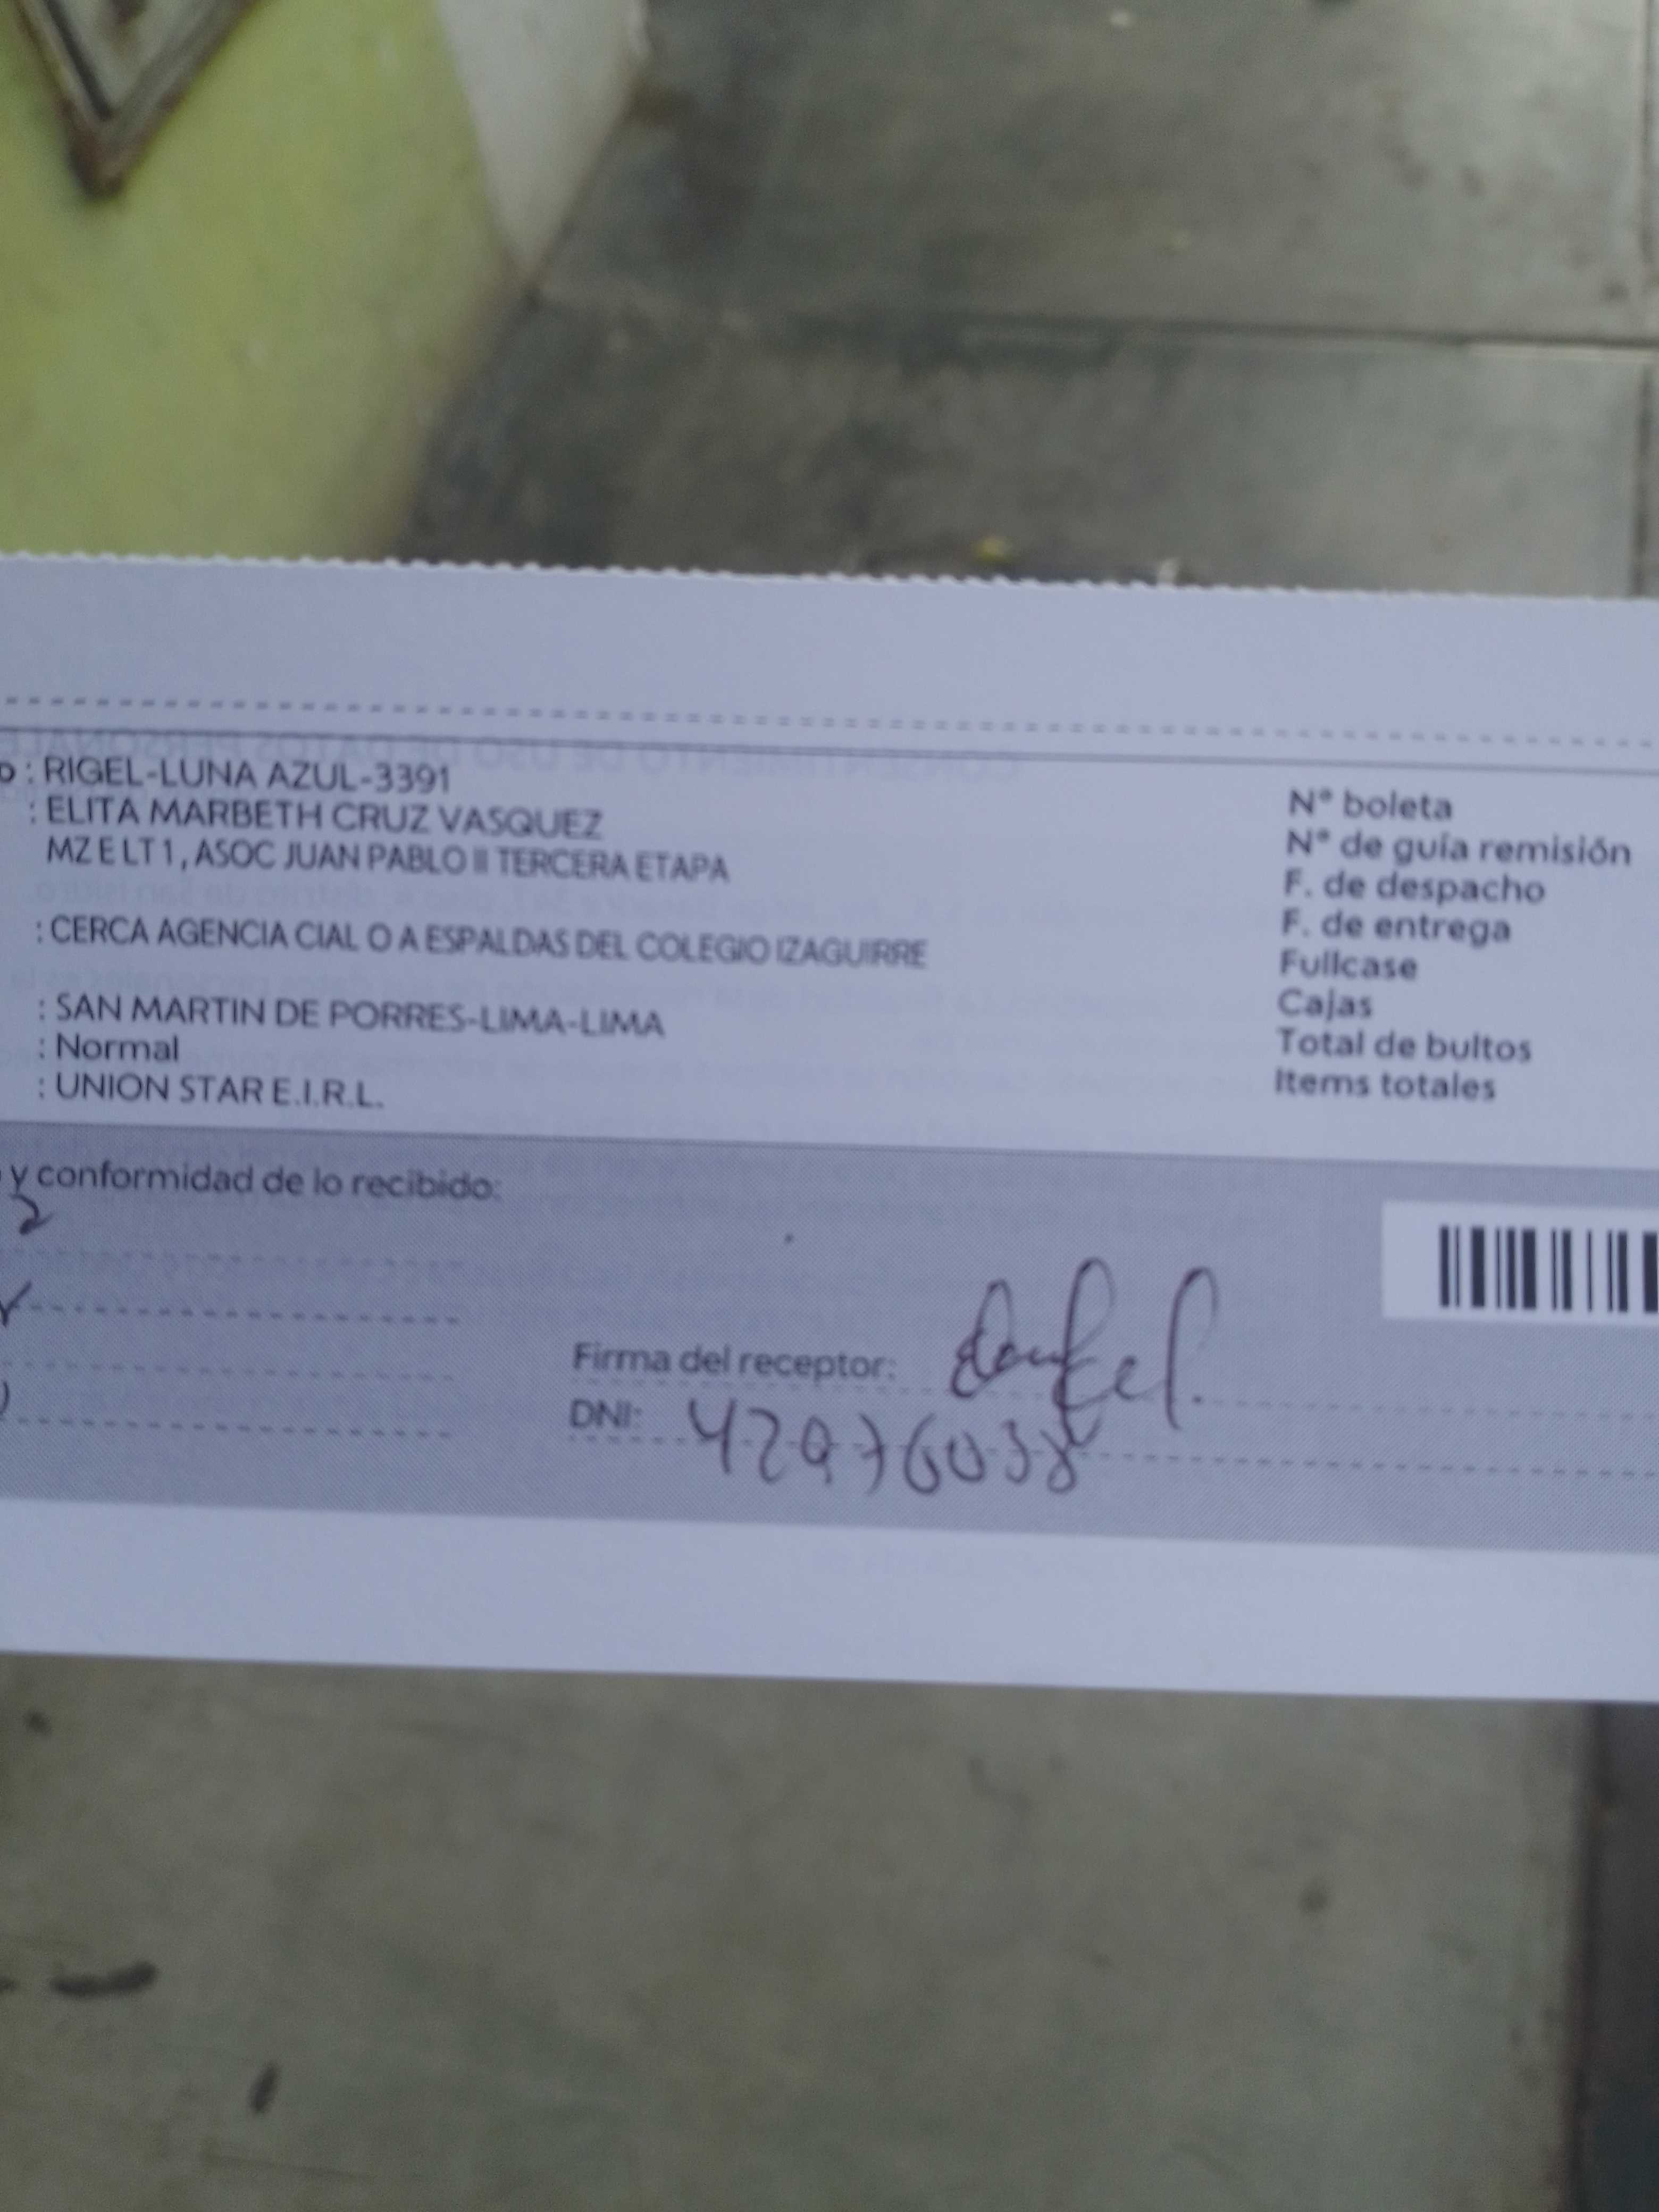 o : RIGEL-LUNA AZUL-3391
: ELITA MARBETH CRUZ VASQUEZ
MZ E LT 1, ASOC JUAN PABLO II TERCERA ETAPA
: CERCA AGENCIA CIAL O A ESPALDAS DEL COLEGIO IZAGUIRRE
: SAN MARTIN DE PORRES-LIMA-LIMA
: Normal
: UNION STAR E.I.R.L.
N° boleta
N° de guía remisión
F. de despacho
F. de entrega
Fullcase
Cajas
Total de bultos
Items totales
y conformidad de lo recibido:
2
Firma del receptor:
DNI: 42976038